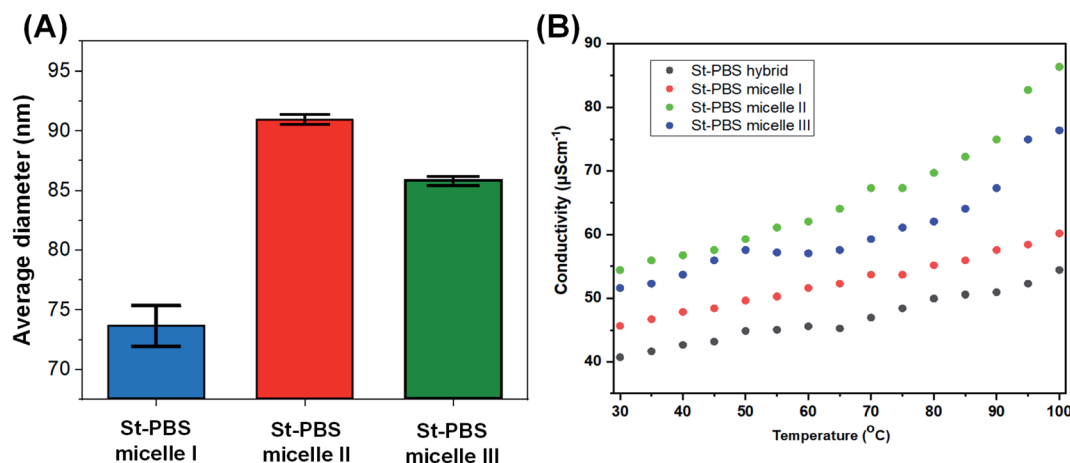 (A)
Average diameter (nm)
95
90
85
80
75
70
St-PBS
micelle I
St-PBS
micelle II
St-PBS
micelle III
(B)
Conductivity (µScm⁻¹)
90
80
70
60
50
40
St-PBS hybrid
St-PBS micelle I
St-PBS micelle II
St-PBS micelle III
30 40 50 60 70 80 90 100
Temperature (°C)